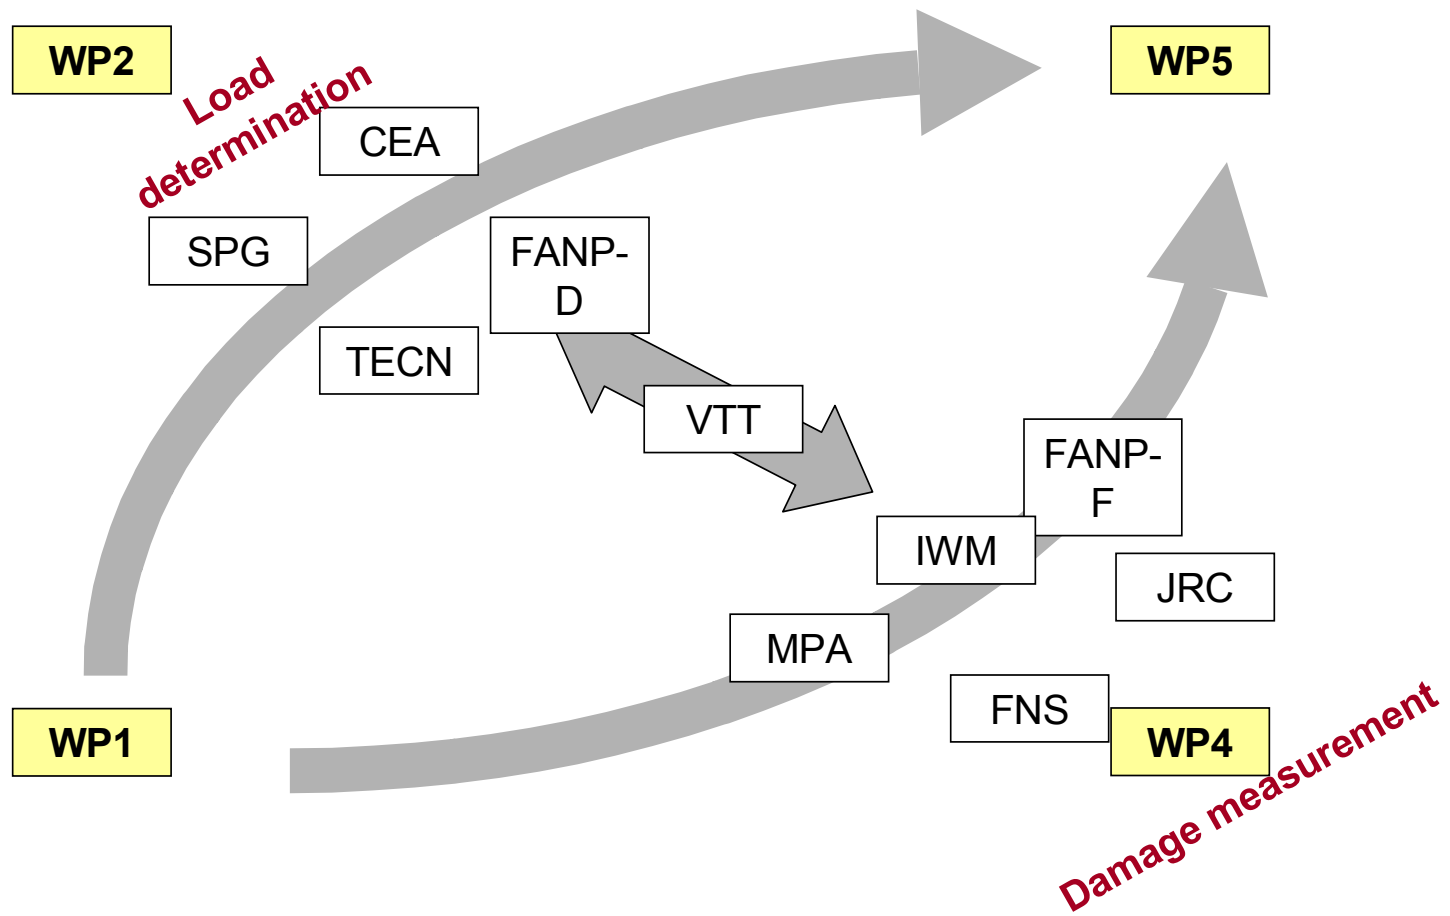 WP2
WP5
Load
determination
CEA
SPG
FANP-
D
TECN
VTT
FANP-
F
IWM
JRC
MPA
FNS
WP1
WP4
Damage measurement